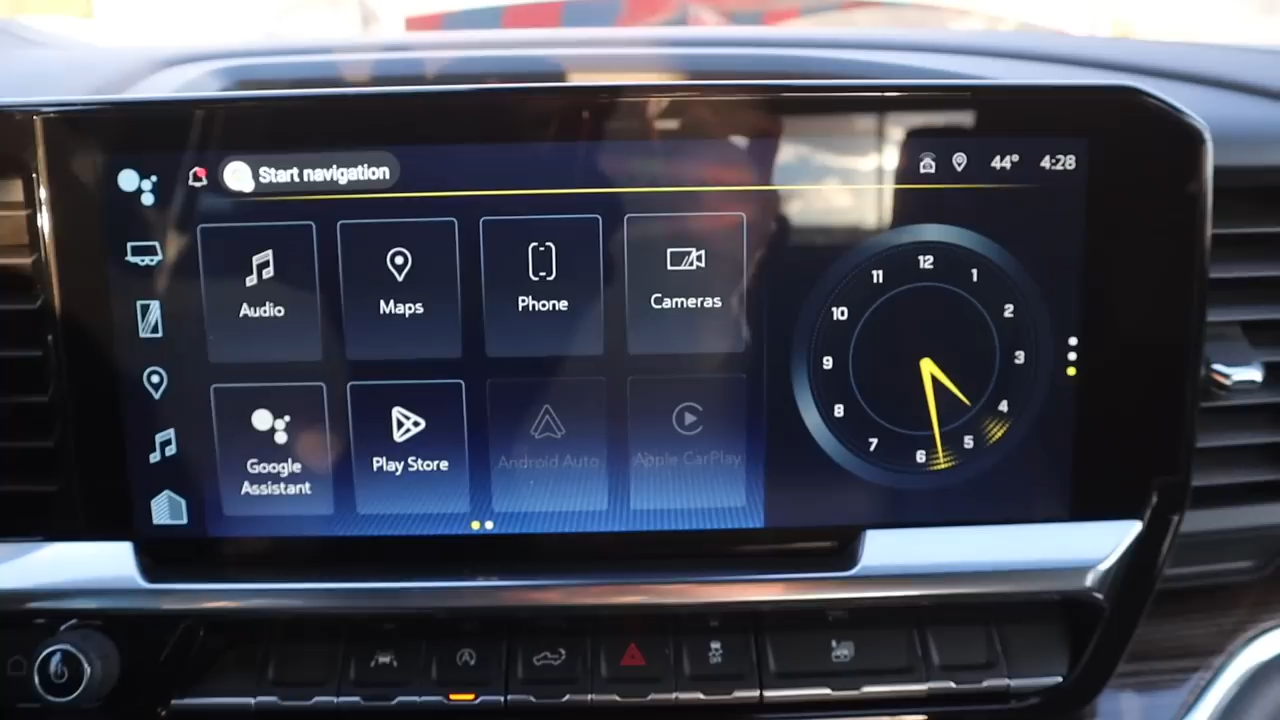 Start navigation
44° 4:28
Audio
Maps
Phone
Cameras
Google
Assistant
Play Store
Android Auto
Apple CarPlay
12
1
2
3
4
5
6
7
8
9
10
11
A